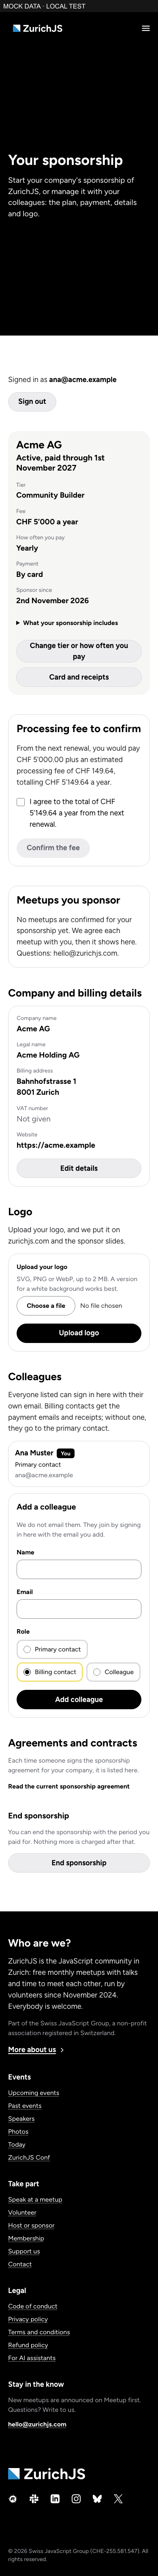 MOCK DATA · LOCAL TEST
ZurichJS
Your sponsorship
Start your company's sponsorship of
ZurichJS, or manage it with your
colleagues: the plan, payment, details
and logo.
Signed in as ana@acme.example
Sign out
Acme AG
Active, paid through 1st
November 2027
Tier
Community Builder
Fee
CHF 5'000 a year
How often you pay
Yearly
Payment
By card
Sponsor since
2nd November 2026
What your sponsorship includes
Change tier or how often you
pay
Card and receipts
Processing fee to confirm
From the next renewal, you would pay
CHF 5'000.00 plus an estimated
processing fee of CHF 149.64,
totalling CHF 5'149.64 a year.
I agree to the total of CHF
5'149.64 a year from the next
renewal.
Confirm the fee
Meetups you sponsor
No meetups are confirmed for your
sponsorship yet. We agree each
meetup with you, then it shows here.
Questions: hello@zurichjs.com.
Company and billing details
Company name
Acme AG
Legal name
Acme Holding AG
Billing address
Bahnhofstrasse 1
8001 Zurich
VAT number
Not given
Website
https://acme.example
Edit details
Logo
Upload your logo, and we put it on
zurichjs.com and the sponsor slides.
Upload your logo
SVG, PNG or WebP, up to 2 MB. A version
for a white background works best.
Choose a file
No file chosen
Upload logo
Colleagues
Everyone listed can sign in here with their
own email. Billing contacts get the
payment emails and receipts; without one,
they go to the primary contact.
Ana Muster You
Primary contact
ana@acme.example
Add a colleague
We do not email them. They join by signing
in here with the email you add.
Name
Email
Role
Primary contact
Billing contact
Colleague
Add colleague
Agreements and contracts
Each time someone signs the sponsorship
agreement for your company, it is listed here.
Read the current sponsorship agreement
End sponsorship
You can end the sponsorship with the period you
paid for. Nothing more is charged after that.
End sponsorship
Who are we?
ZurichJS is the JavaScript community in
Zurich: free monthly meetups with talks
and time to meet each other, run by
volunteers since November 2024.
Everybody is welcome.
Part of the Swiss JavaScript Group, a non-profit
association registered in Switzerland.
More about us
Events
Upcoming events
Past events
Speakers
Photos
Today
ZurichJS Conf
Take part
Speak at a meetup
Volunteer
Host or sponsor
Membership
Support us
Contact
Legal
Code of conduct
Privacy policy
Terms and conditions
Refund policy
For AI assistants
Stay in the know
New meetups are announced on Meetup first.
Questions? Write to us.
hello@zurichjs.com
ZurichJS
© 2026 Swiss JavaScript Group (CHE-255.581.547). All
rights reserved.